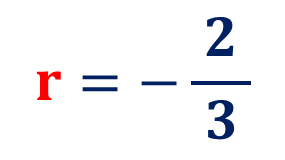 r = - 2/3